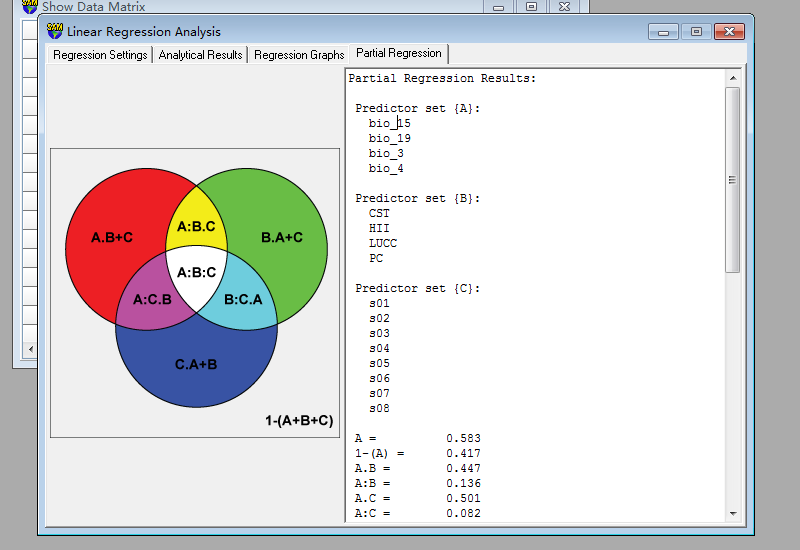 Show Data Matrix
Linear Regression Analysis
Regression Settings
Analytical Results
Regression Graphs
Partial Regression
A.B+C
A:B.C
B.A+C
A:B:C
A:C.B
B:C.A
C.A+B
1-(A+B+C)
Partial Regression Results:
Predictor set {A}:
bio_15
bio_19
bio_3
bio_4
Predictor set {B}:
CST
HII
LUCC
PC
Predictor set {C}:
s01
s02
s03
s04
s05
s06
s07
s08
A = 0.583
1-(A) = 0.417
A.B = 0.447
A:B = 0.136
A.C = 0.501
A:C = 0.082